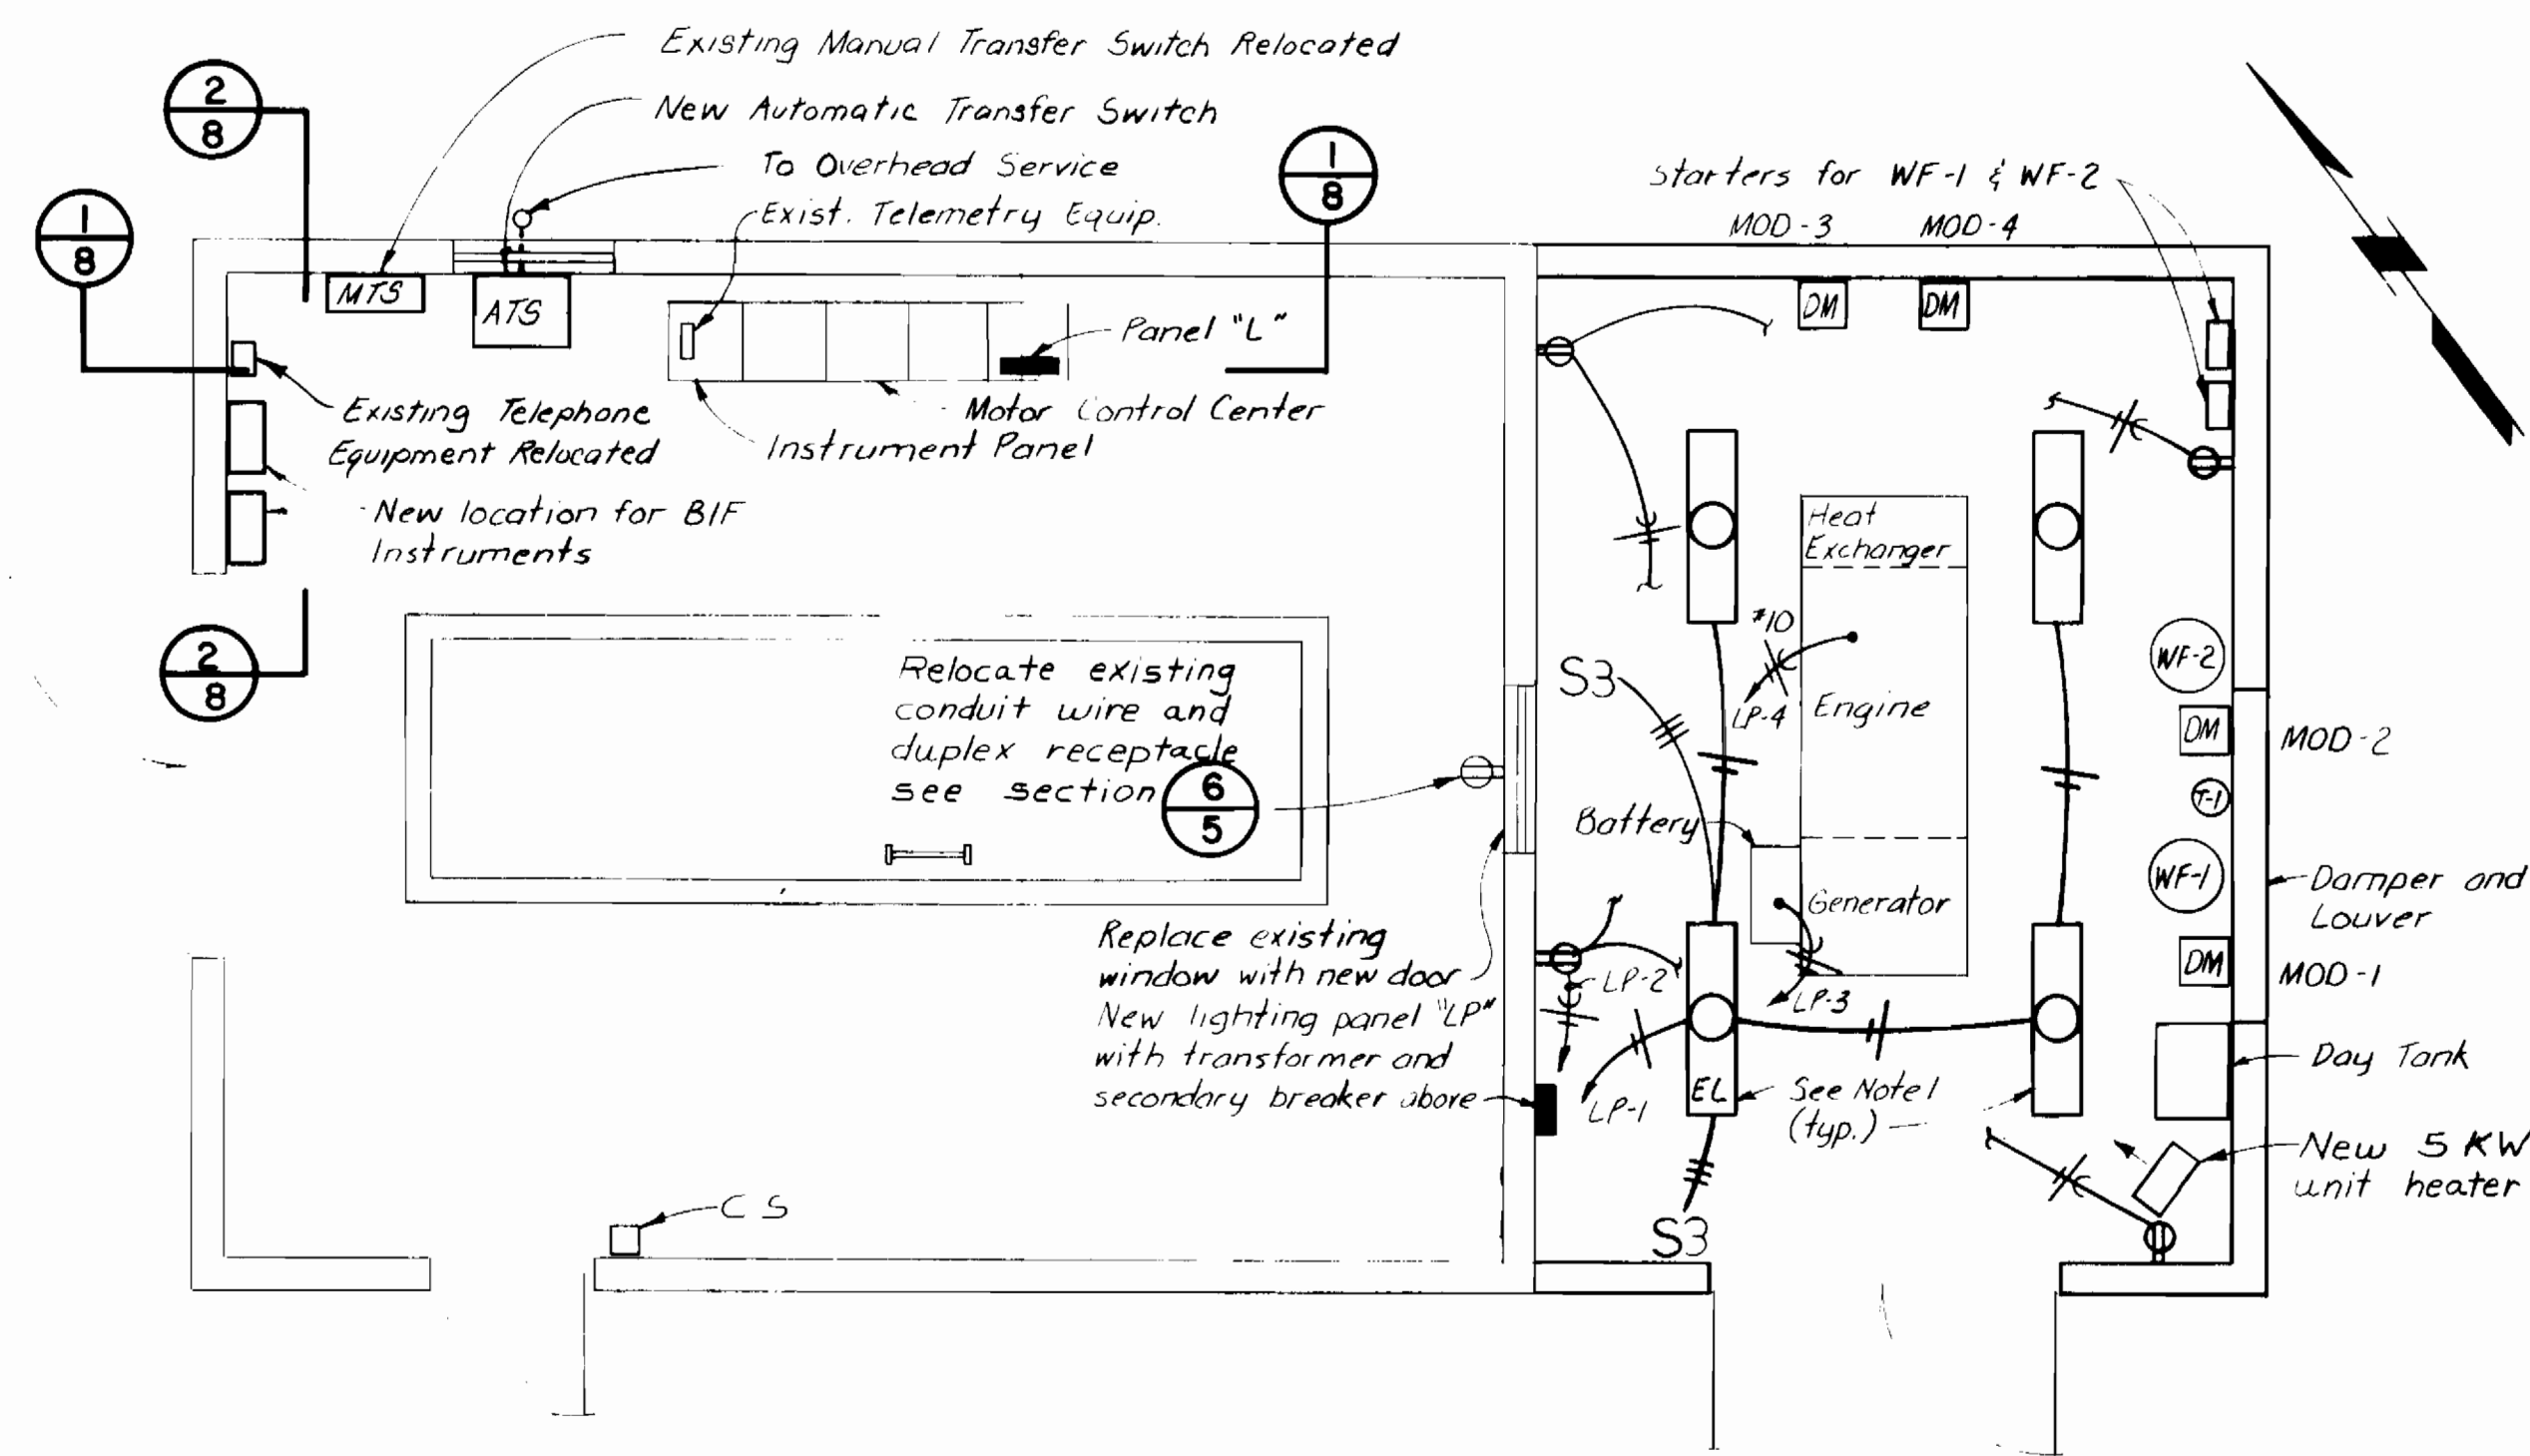 Existing Manual Transfer Switch Relocated
New Automatic Transfer Switch
To Overhead Service
Exist. Telemetry Equip.
2
8
1
8
1
8
Starters for WF-1 & WF-2
MOD-3
MOD-4
MTS
ATS
DM
DM
Panel "L"
Motor Control Center
Instrument Panel
Existing Telephone
Equipment Relocated
New location for BIF
Instruments
2
8
Relocate existing
conduit wire and
duplex receptacle
see section
6
5
Heat
Exchanger
#10
LP-4
Engine
S3
Battery
Generator
WF-2
DM
MOD-2
T-1
WF-1
Damper and
Louver
DM
MOD-1
Replace existing
window with new door
New lighting panel "LP"
with transformer and
secondary breaker above
LP-2
LP-3
LP-1
EL
See Note 1
(typ.)
Day Tank
New 5 KW
unit heater
S3
CS